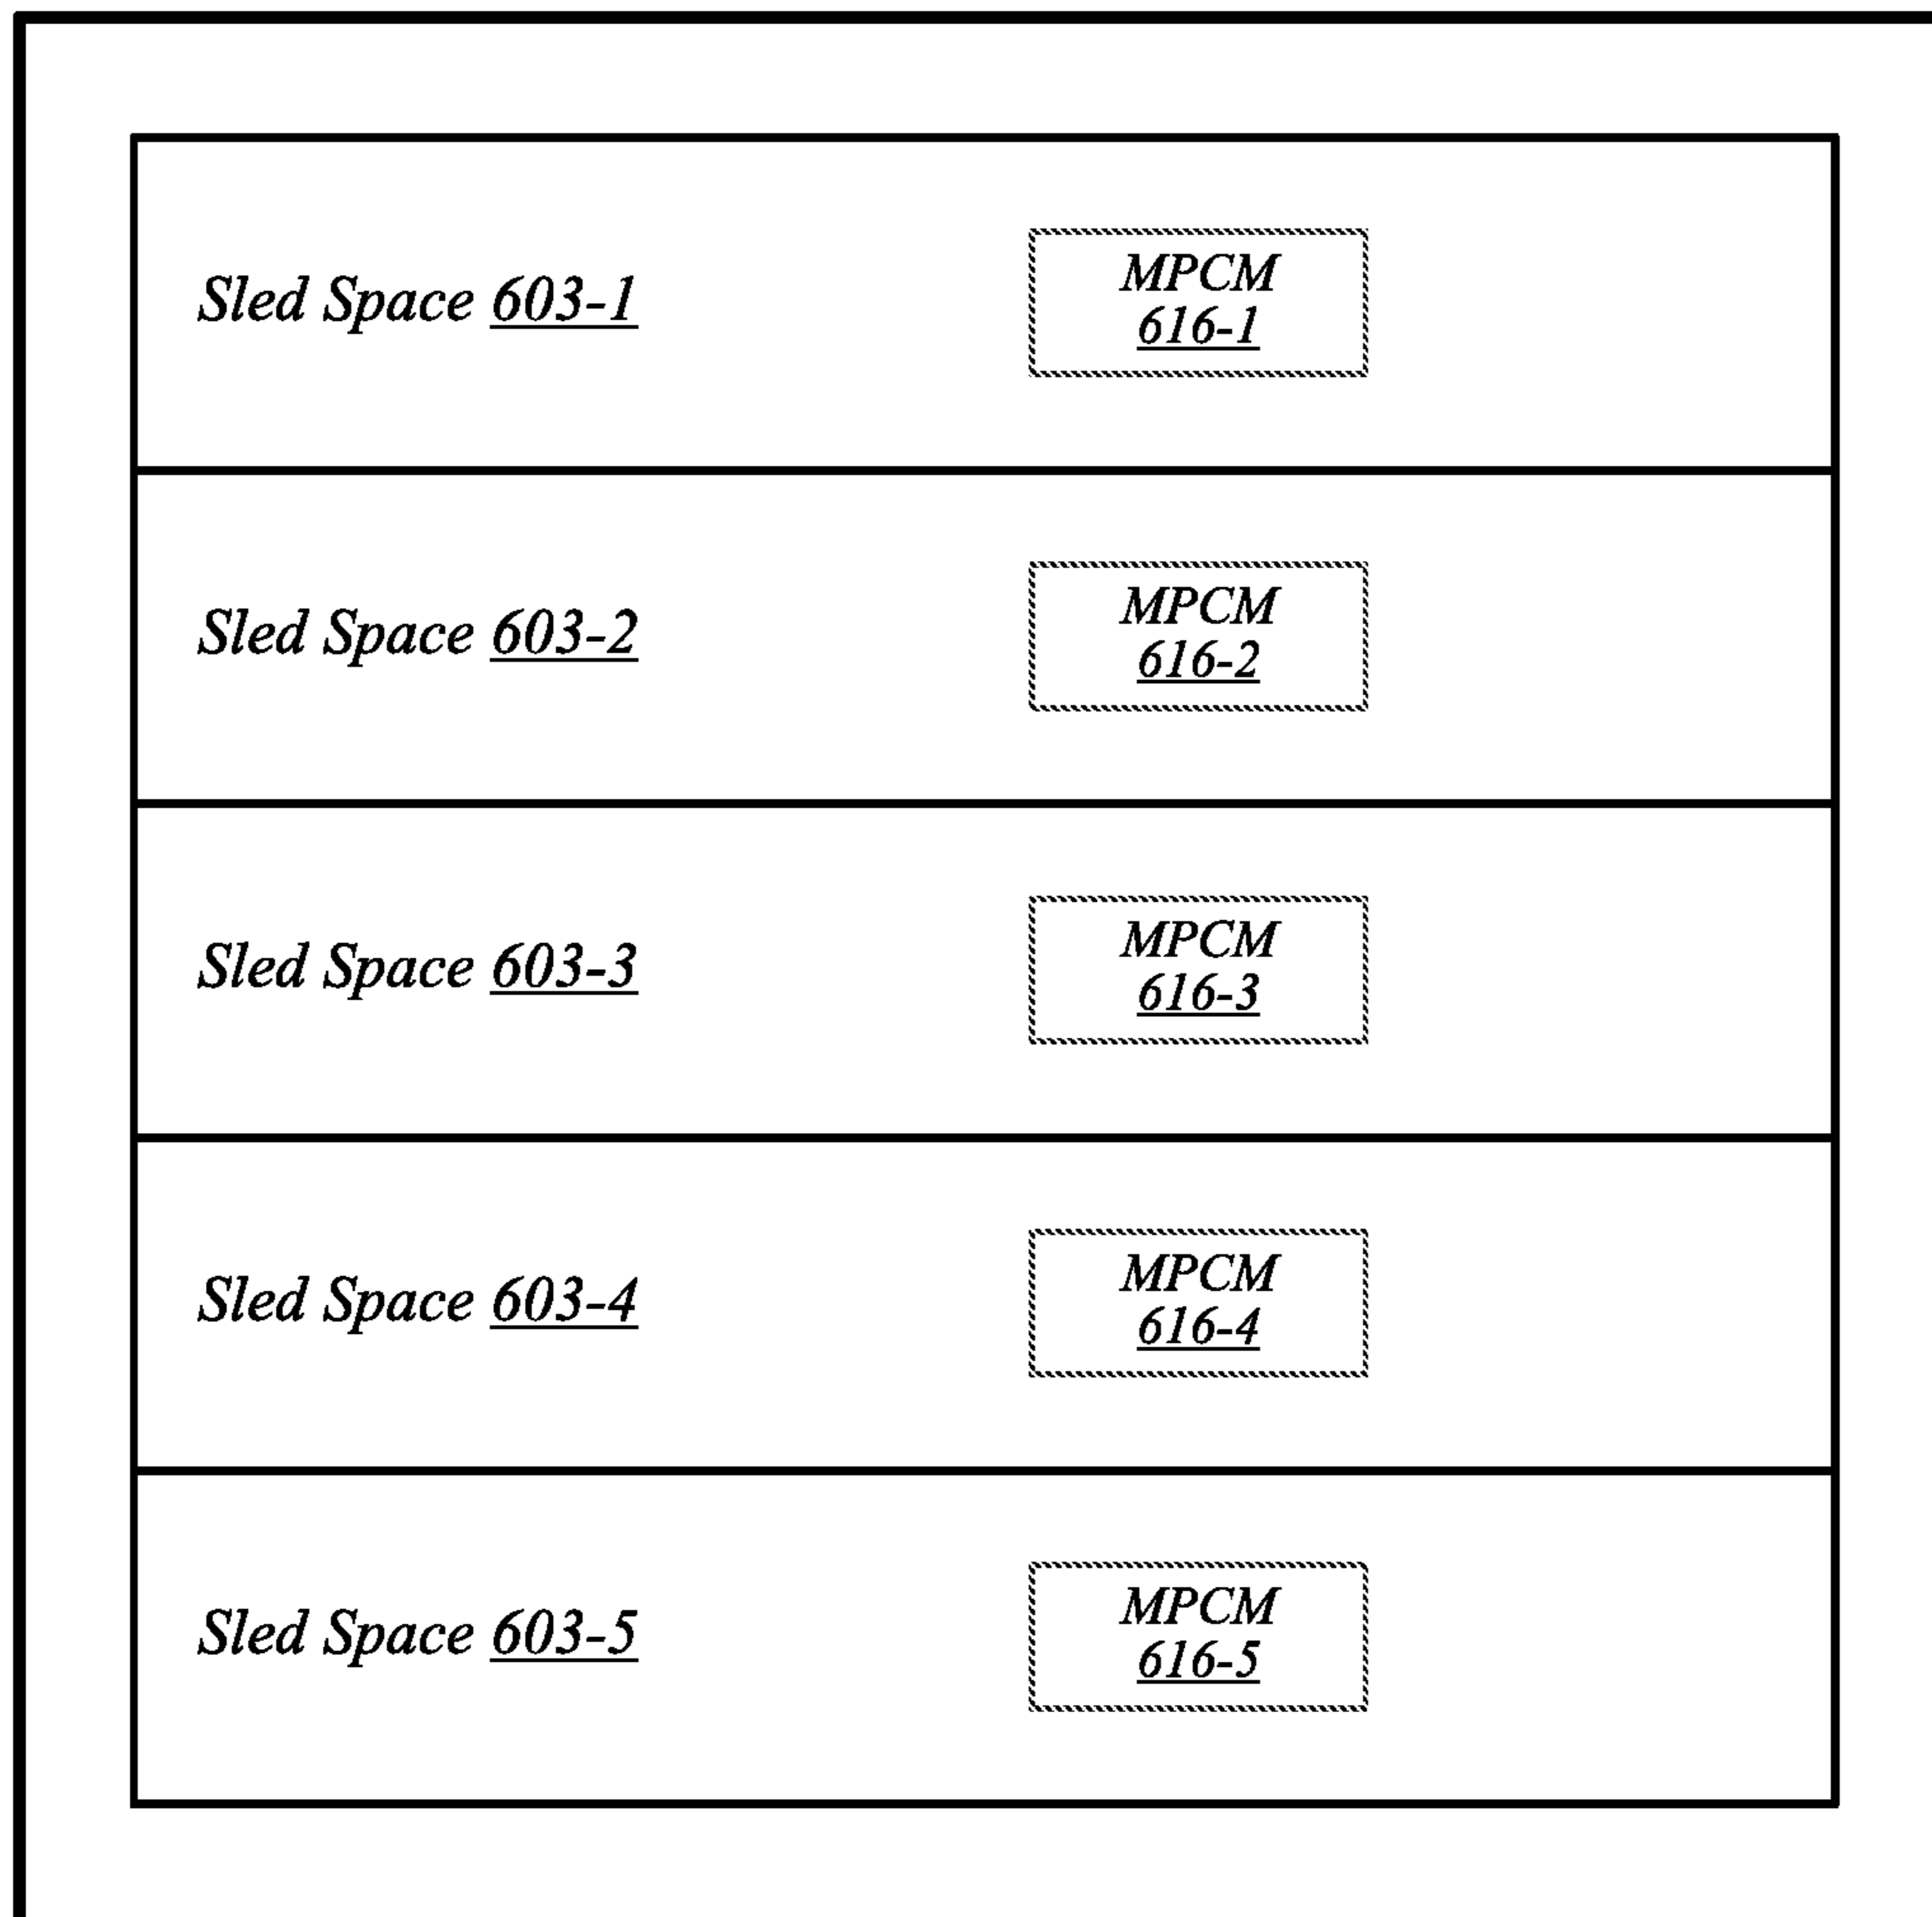 Sled Space 603-1
MPCM
616-1
Sled Space 603-2
MPCM
616-2
Sled Space 603-3
MPCM
616-3
Sled Space 603-4
MPCM
616-4
Sled Space 603-5
MPCM
616-5